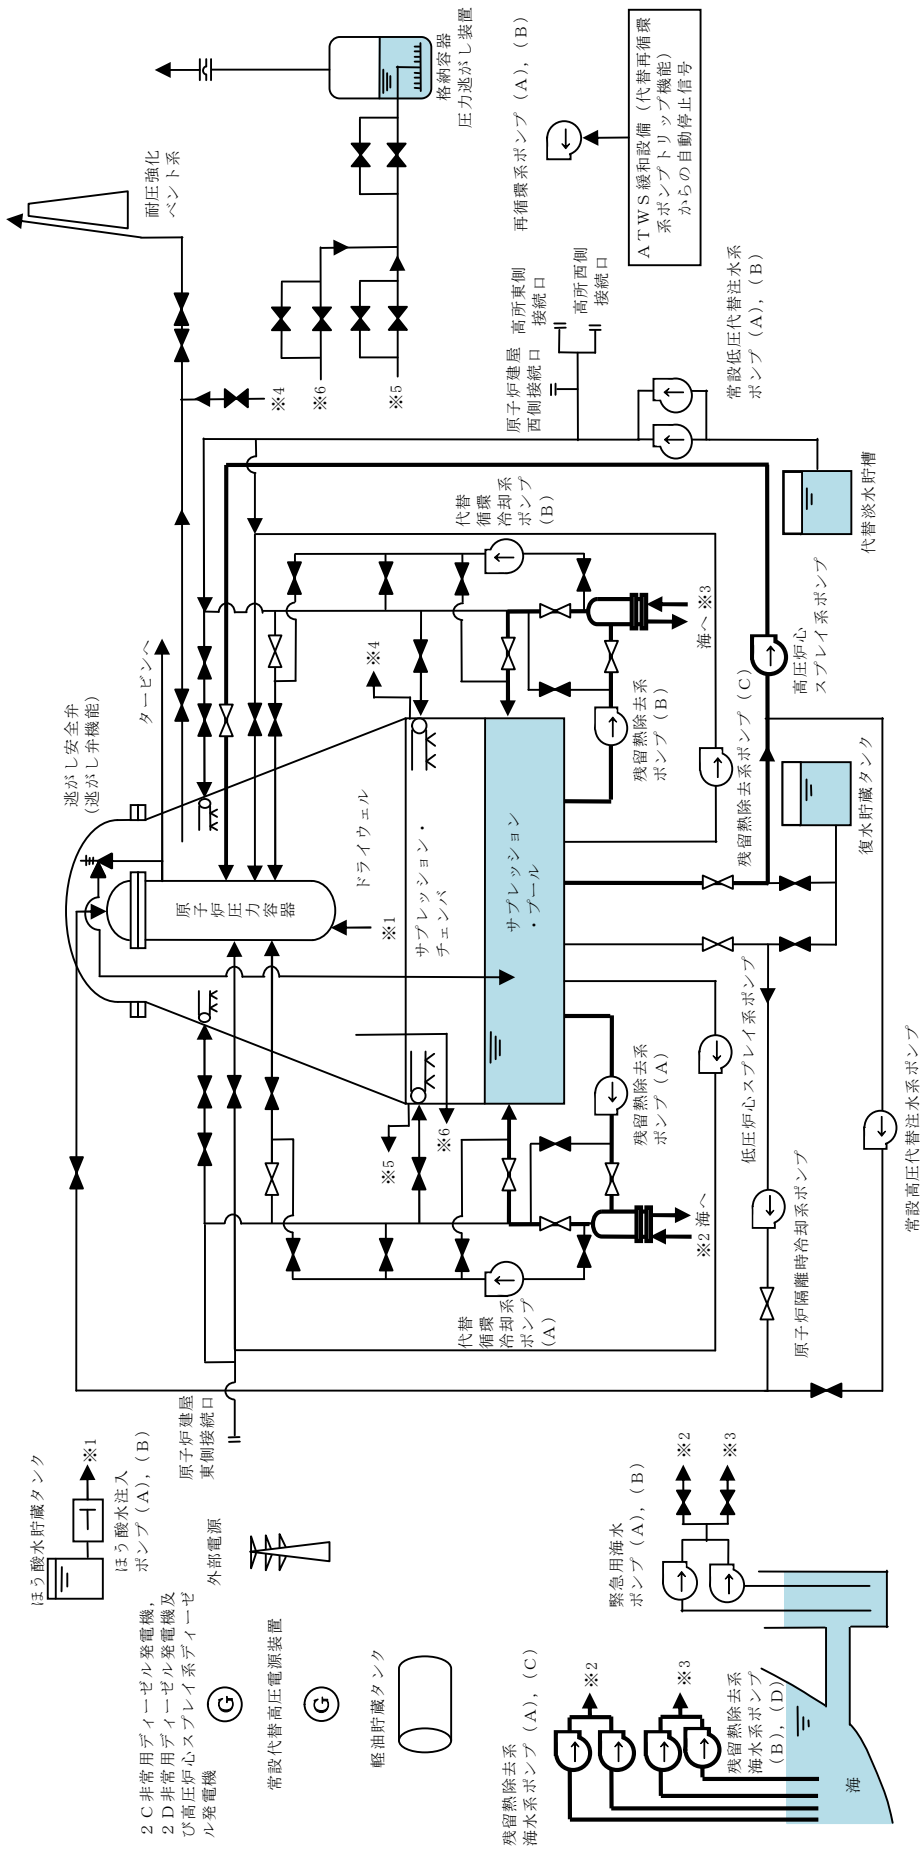 ほう酸水貯蔵タンク
※1
ほう酸水注入
ポンプ（A），（B）
2C非常用ディーゼル発電機，
2D非常用ディーゼル発電機及
び高圧炉心スプレイ系ディーゼ
ル発電機
G
外部電源
常設代替高圧電源装置
G
軽油貯蔵タンク
残留熱除去系
海水系ポンプ（A），（C）
※2
※3
残留熱除去系
海水系ポンプ
（B），（D）
海
緊急用海水
ポンプ（A），（B）
※2
※3
原子炉建屋
東側接続口
逃がし安全弁
（逃がし弁機能）
タービンへ
原子炉圧力容器
ドライウェル
※1
サプレッション・
チェンバ
サプレッション
・プール
※5
※6
※4
代替
循環
冷却系
ポンプ
（A）
残留熱除去系
ポンプ（A）
※2
海へ
低圧炉心スプレイ系ポンプ
原子炉隔離時冷却系ポンプ
常設高圧代替注水系ポンプ
残留熱除去系
ポンプ（B）
海へ
※3
残留熱除去系ポンプ（C）
復水貯蔵タンク
高圧炉心
スプレイ系ポンプ
代替
循環
冷却系
ポンプ
（B）
代替淡水貯槽
常設低圧代替注水系
ポンプ（A），（B）
原子炉建屋
西側接続口
高所東側
接続口
高所西側
接続口
耐圧強化
ベント系
※4
※6
※5
格納容器
圧力逃がし装置
再循環系ポンプ（A），（B）
ATWS緩和設備（代替再循環
系ポンプトリップ機能）
からの自動停止信号